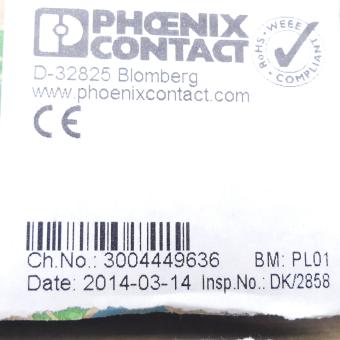 PHOENIX
CONTACT
RoHS - WEEE
COMPLIANT
D-32825 Blomberg
www.phoenixcontact.com
CE
Ch.No.: 3004449636 BM: PL01
Date: 2014-03-14 Insp.No.: DK/2858